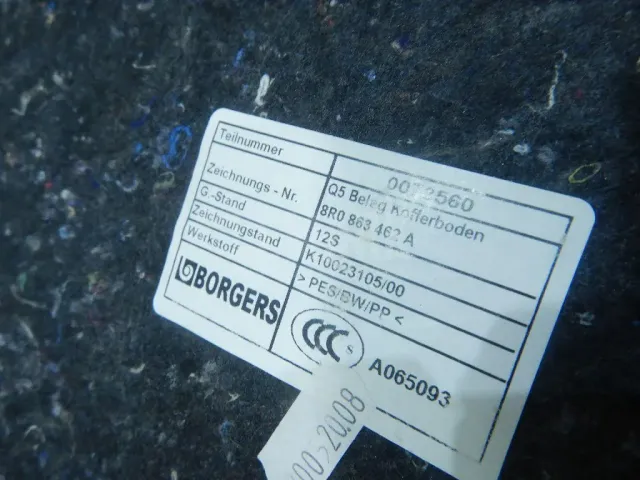 Teilnummer
Q5 Beleg Kofferboden
Zeichnungs - Nr. 8R0 863 462 A
G.-Stand 12S
Zeichnungstand K10023105/00
Werkstoff > PES/BW/PP <
BORGERS
CCC S A065093